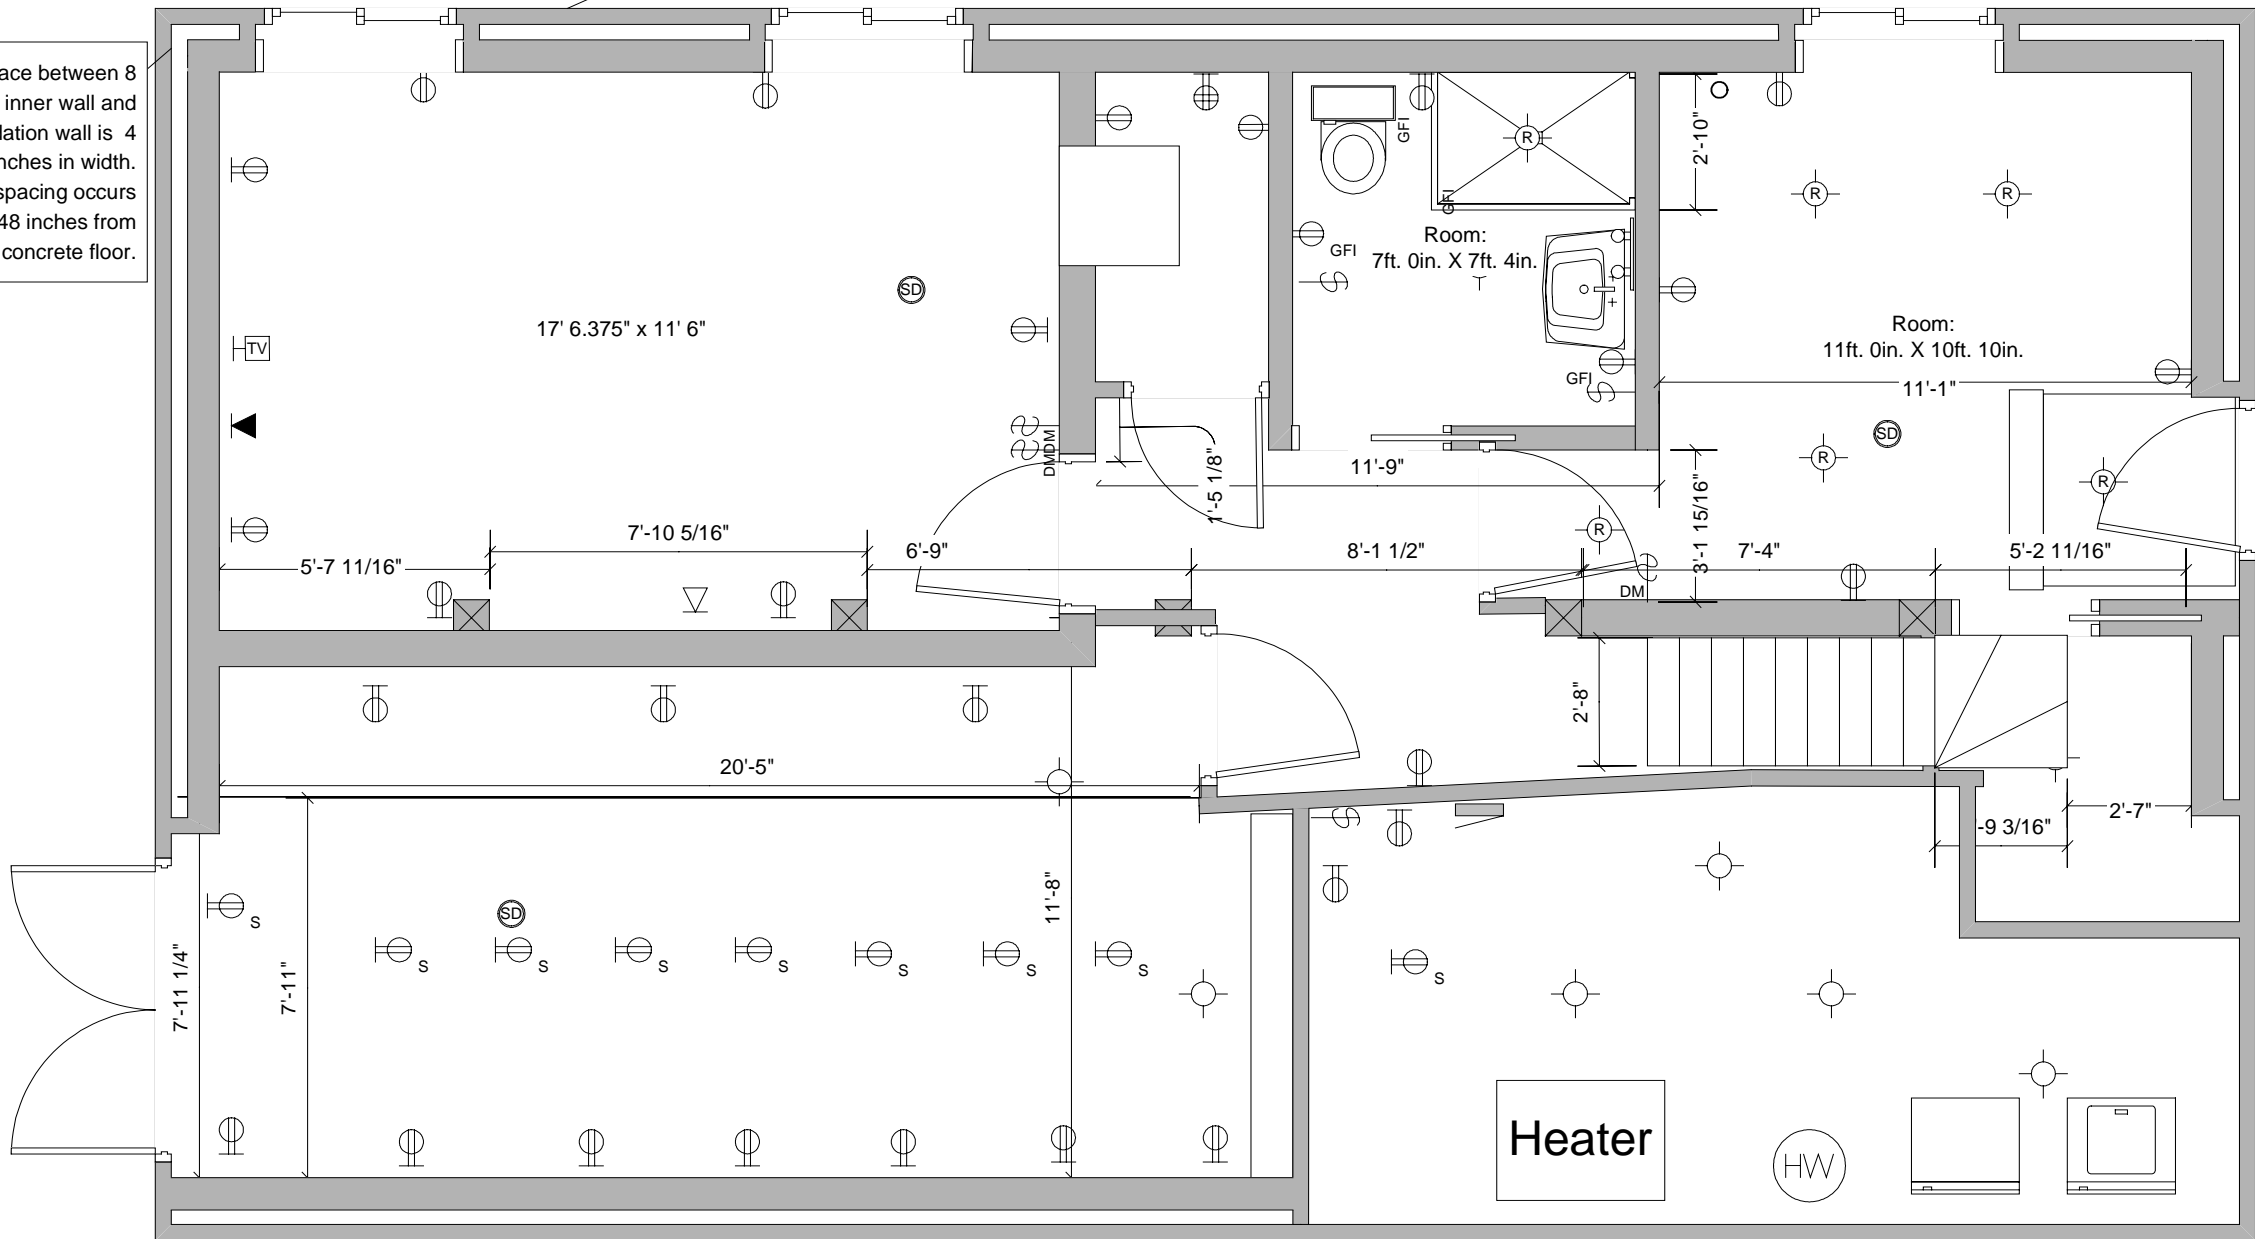 ace between 8
inner wall and
lation wall is 4
nches in width.
spacing occurs
48 inches from
concrete floor.
GFI
2'-10"
R
R
R
GFI
Room:
7ft. 0in. X 7ft. 4in.
GFI
SD
17' 6.375" x 11' 6"
Room:
11ft. 0in. X 10ft. 10in.
TV
GFI
11'-1"
SD
DM
DM
11'-9"
R
R
1'-5 1/8"
3'-1 15/16"
R
7'-10 5/16"
6'-9"
8'-1 1/2"
7'-4"
5'-2 11/16"
5'-7 11/16"
DM
2'-8"
20'-5"
2'-7"
-9 3/16"
11'-8"
SD
S
S
S
S
S
S
S
S
S
7'-11 1/4"
7'-11"
Heater
HW